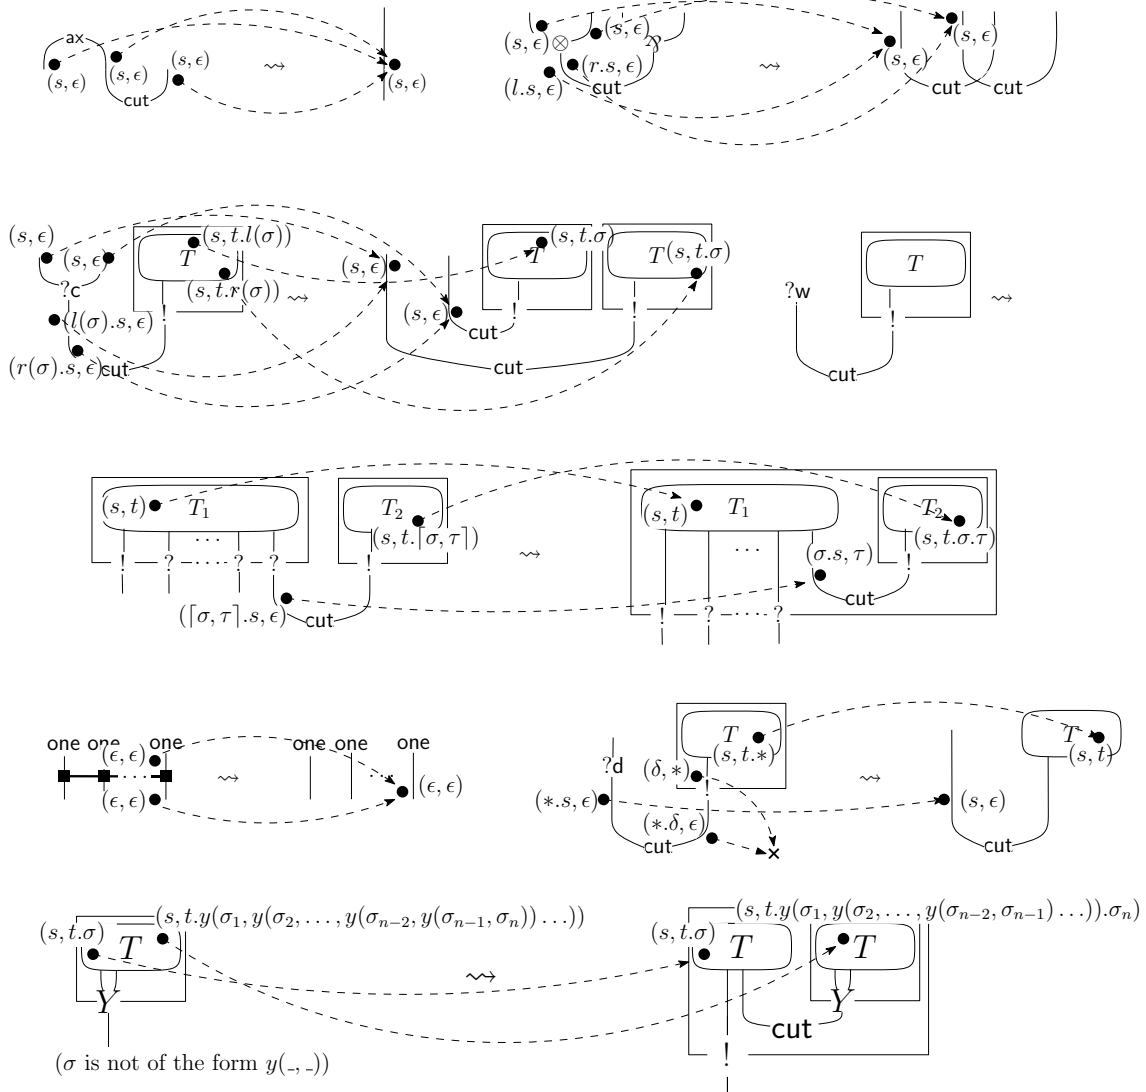 ax
(s, ϵ) (s, ϵ) (s, ϵ)
cut
⇝
(s, ϵ)
(s, ϵ) ⊗ (s, ϵ) ⅋
(l.s, ϵ) (r.s, ϵ)
cut
⇝
(s, ϵ) (s, ϵ)
cut cut
(s, ϵ) (s, ϵ)
?c
(l(σ).s, ϵ)
(r(σ).s, ϵ) cut
T (s, t.l(σ))
(s, t.r(σ))
!
⇝
(s, ϵ) (s, ϵ)
T (s, t.σ)
!
cut
T (s, t.σ)
!
cut
?w
T
!
cut
⇝
(s, t) T₁
· · ·
! ? · · · · ? ?
T₂
(s, t.⌈σ, τ⌉)
!
(⌈σ, τ⌉.s, ϵ) cut
⇝
(s, t) T₁
· · ·
T₂
(s, t.σ.τ)
(σ.s, τ) !
cut
! ? · · · · ?
one one one
(ϵ, ϵ)
· · ·
(ϵ, ϵ)
⇝
one one one
· · ·
(ϵ, ϵ)
?d
T
(s, t.∗)
(δ, ∗) !
(∗.s, ϵ) (∗.δ, ϵ)
cut
⇝
T
(s, t)
(s, ϵ)
cut
(s, t.y(σ₁, y(σ₂, . . . , y(σₙ₋₂, y(σₙ₋₁, σₙ)) . . .))
(s, t.σ) T
Y
(σ is not of the form y(_, _))
⇝
(s, t.y(σ₁, y(σ₂, . . . , y(σₙ₋₂, σₙ₋₁) . . .)).σₙ)
(s, t.σ) T T
Y
cut
!